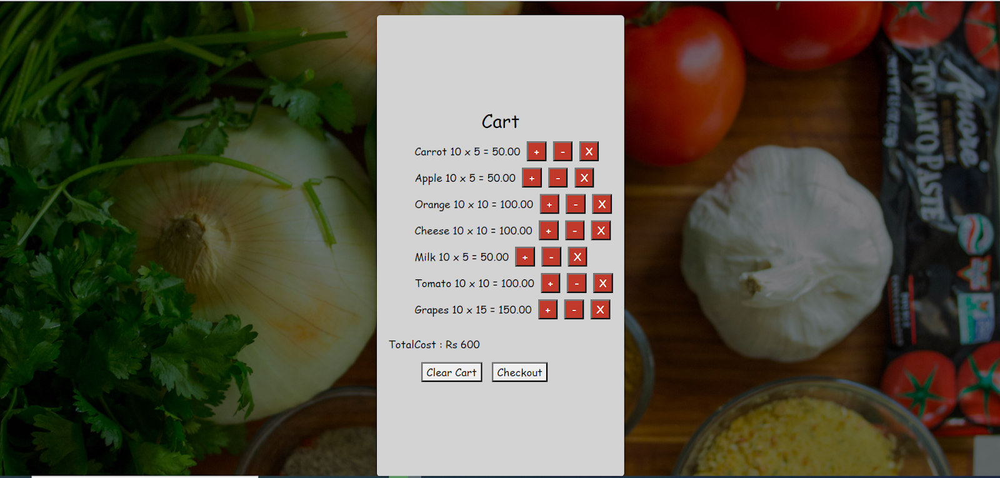 Cart
Carrot 10 x 5 = 50.00 + - X
Apple 10 x 5 = 50.00 + - X
Orange 10 x 10 = 100.00 + - X
Cheese 10 x 10 = 100.00 + - X
Milk 10 x 5 = 50.00 + - X
Tomato 10 x 10 = 100.00 + - X
Grapes 10 x 15 = 150.00 + - X
TotalCost : Rs 600
Clear Cart Checkout
Amore
TOMATO PASTE